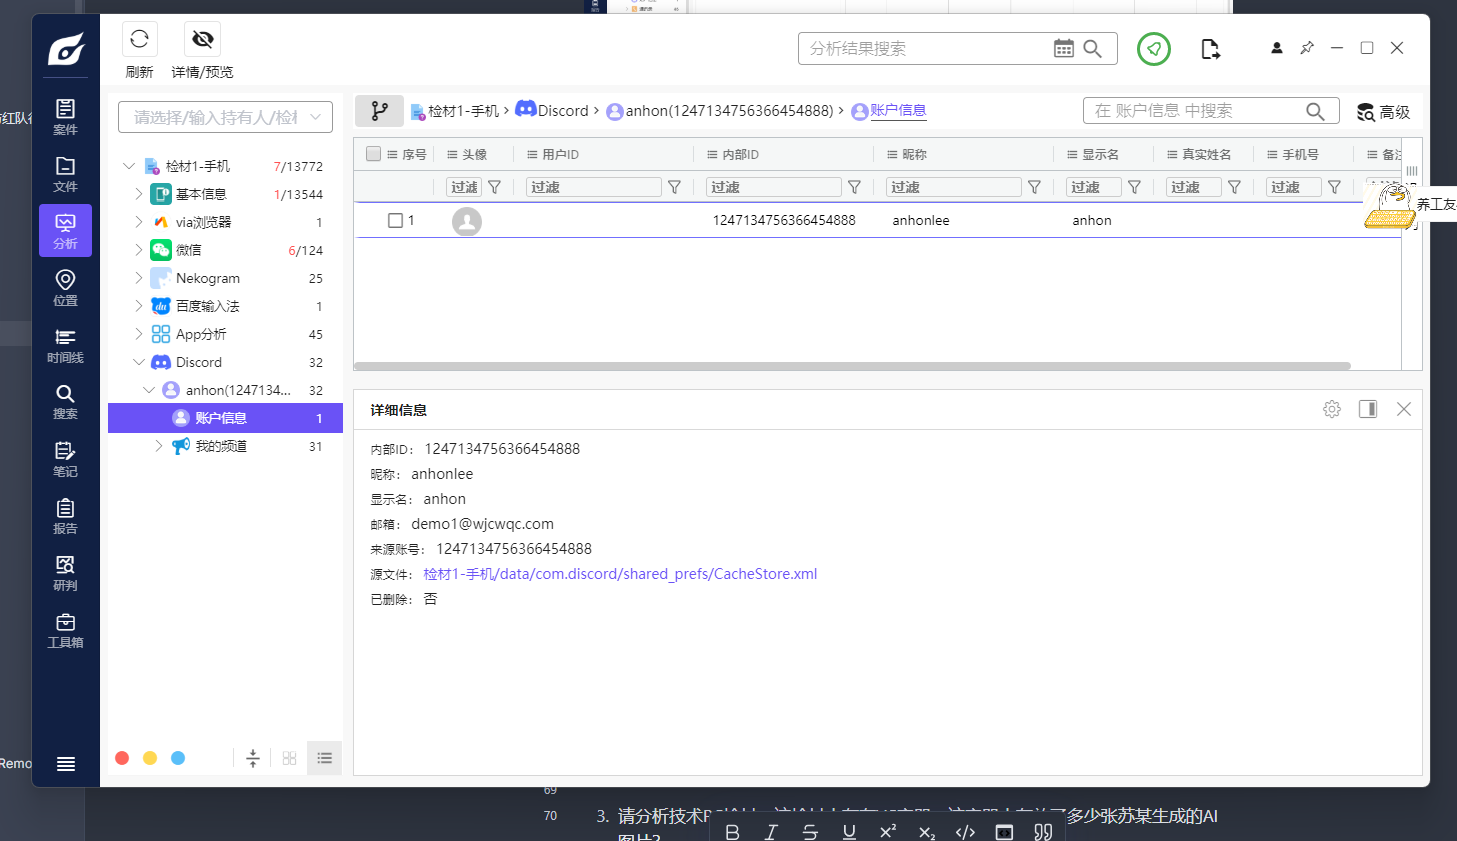 刷新
详情/预览
分析结果搜索
案件
文件
分析
位置
时间线
搜索
笔记
报告
研判
工具箱
请选择/输入持有人/检
检材1-手机 7/13772
基本信息 1/13544
via浏览器 1
微信 6/124
Nekogram 25
百度输入法 1
App分析 45
Discord 32
anhon(1247134... 32
账户信息 1
我的频道 31
检材1-手机 > Discord > anhon(1247134756366454888) > 账户信息
在 账户信息 中搜索
高级
序号 头像 用户ID 内部ID 昵称 显示名 真实姓名 手机号 备注
过滤 过滤 过滤 过滤 过滤 过滤 过滤
1 1247134756366454888 anhonlee anhon
养工友
详细信息
内部ID: 1247134756366454888
昵称: anhonlee
显示名: anhon
邮箱: demo1@wjcwqc.com
来源账号: 1247134756366454888
源文件: 检材1-手机/data/com.discord/shared_prefs/CacheStore.xml
已删除: 否
Remo
69
70
3. 请分析技术
多少张苏某生成的AI
图片?